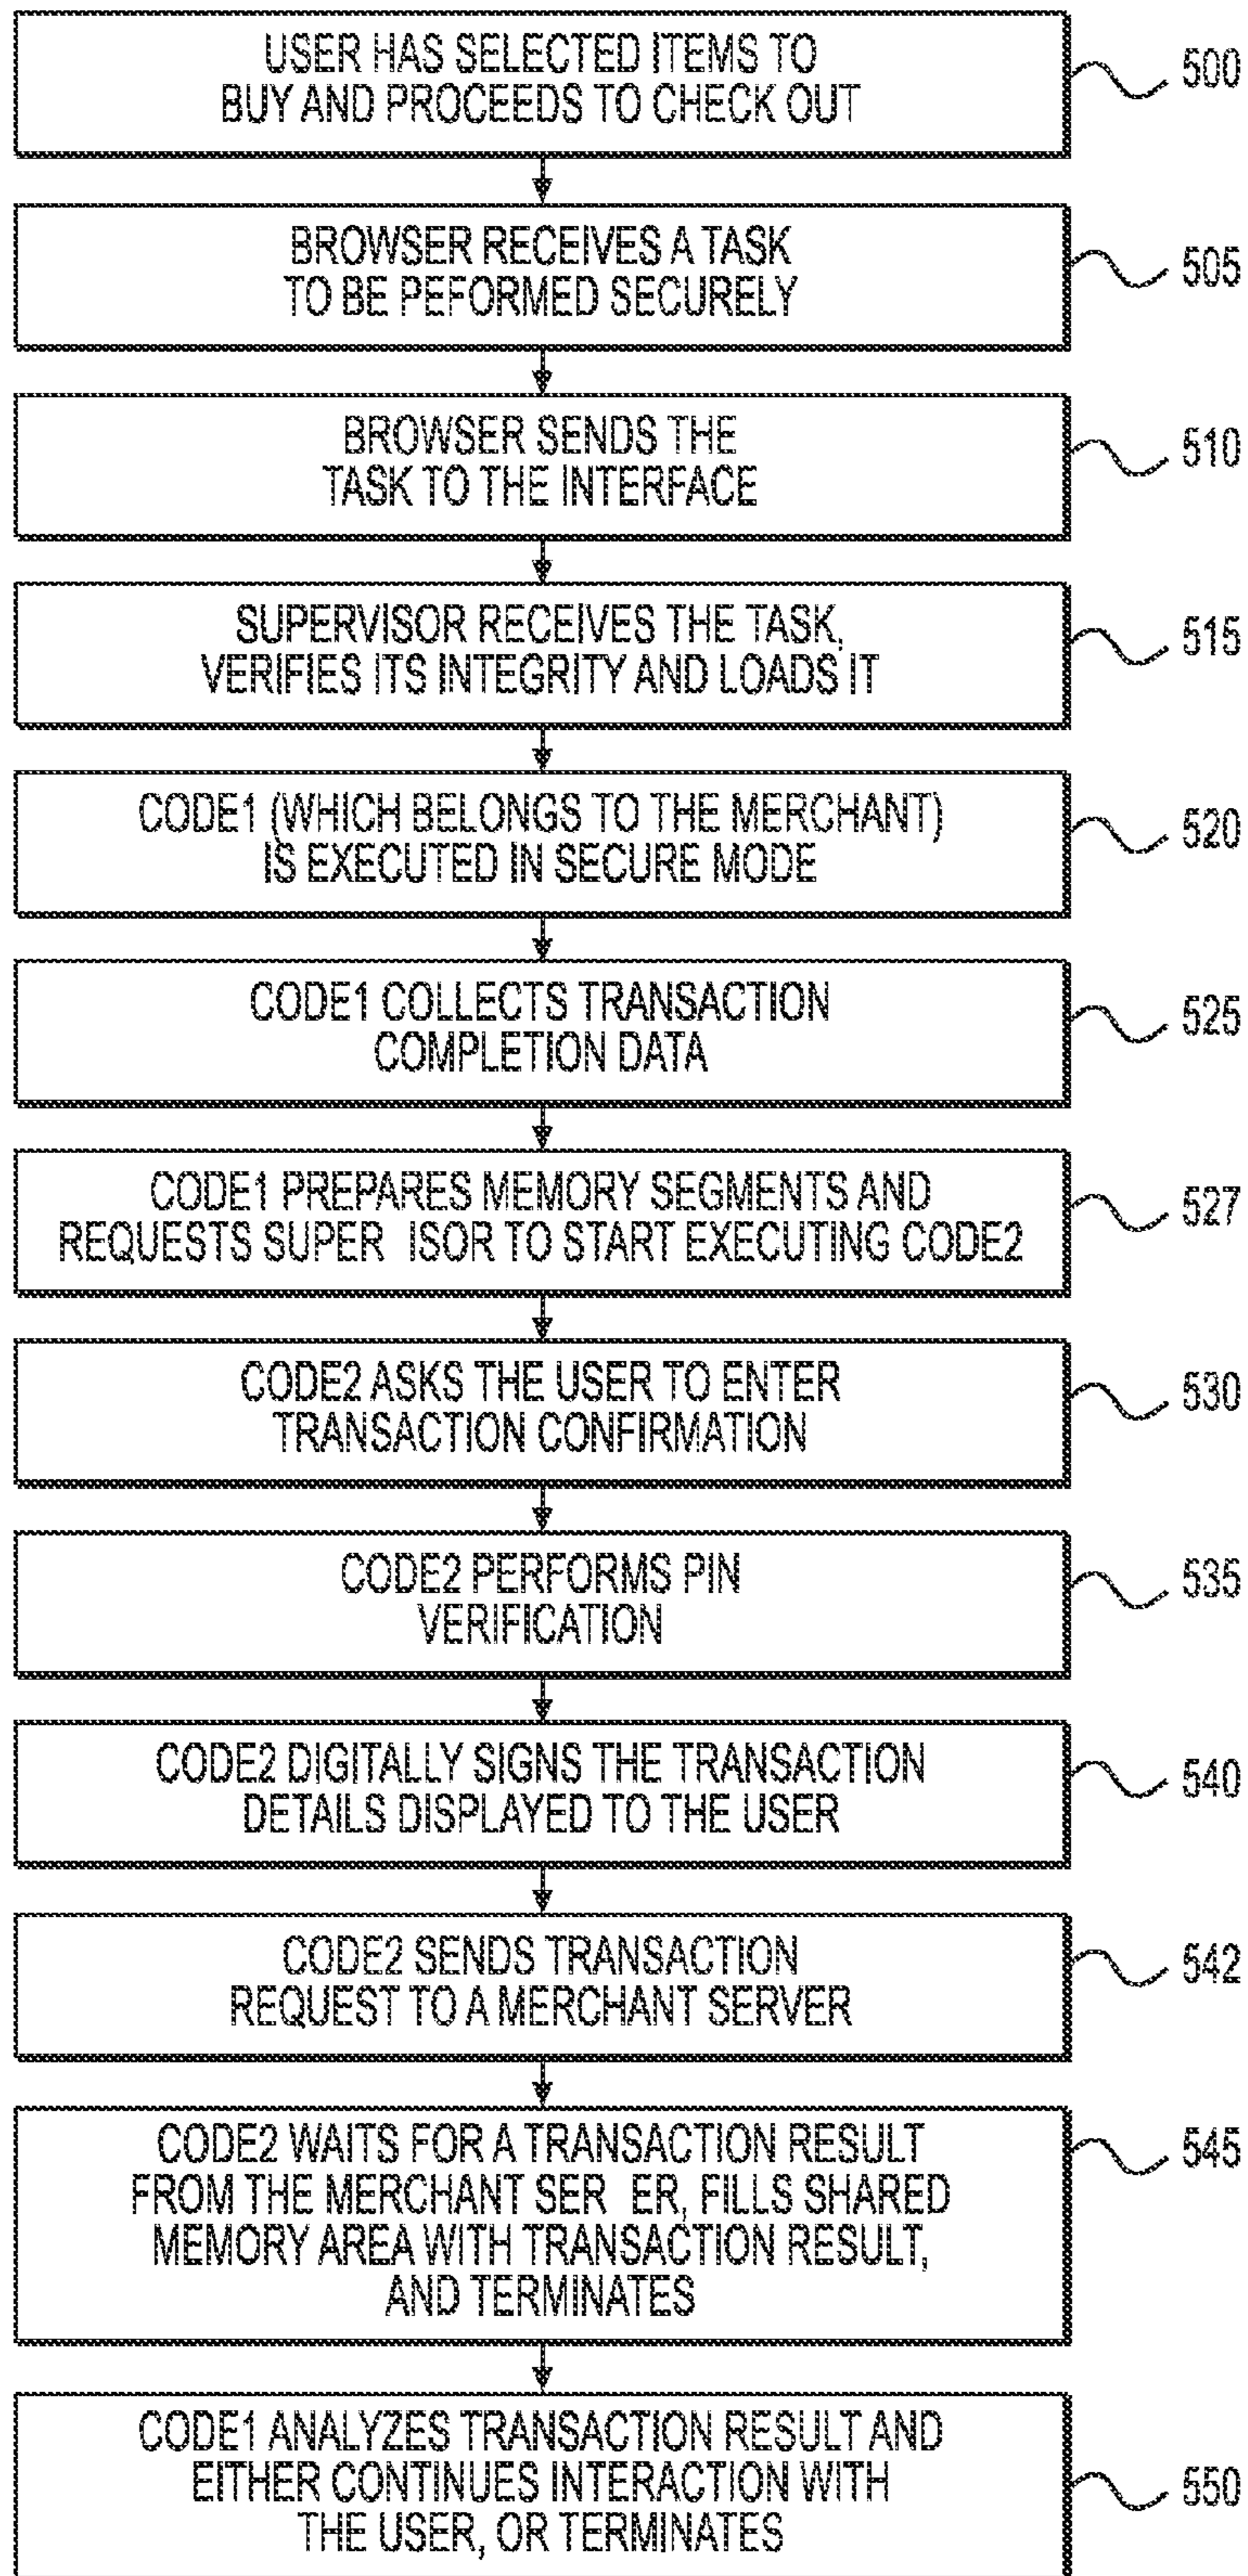 USER HAS SELECTED ITEMS TO
BUY AND PROCEEDS TO CHECK OUT
500
BROWSER RECEIVES A TASK
TO BE PEFORMED SECURELY
505
BROWSER SENDS THE
TASK TO THE INTERFACE
510
SUPERVISOR RECEIVES THE TASK,
VERIFIES ITS INTEGRITY AND LOADS IT
515
CODE1 (WHICH BELONGS TO THE MERCHANT)
IS EXECUTED IN SECURE MODE
520
CODE1 COLLECTS TRANSACTION
COMPLETION DATA
525
CODE1 PREPARES MEMORY SEGMENTS AND
REQUESTS SUPER ISOR TO START EXECUTING CODE2
527
CODE2 ASKS THE USER TO ENTER
TRANSACTION CONFIRMATION
530
CODE2 PERFORMS PIN
VERIFICATION
535
CODE2 DIGITALLY SIGNS THE TRANSACTION
DETAILS DISPLAYED TO THE USER
540
CODE2 SENDS TRANSACTION
REQUEST TO A MERCHANT SERVER
542
CODE2 WAITS FOR A TRANSACTION RESULT
FROM THE MERCHANT SER ER, FILLS SHARED
MEMORY AREA WITH TRANSACTION RESULT,
AND TERMINATES
545
CODE1 ANALYZES TRANSACTION RESULT AND
EITHER CONTINUES INTERACTION WITH
THE USER, OR TERMINATES
550